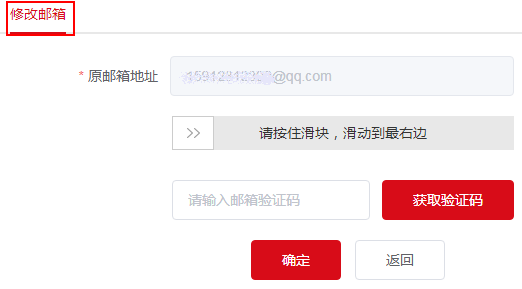 修改邮箱
* 原邮箱地址 @qq.com
>> 请按住滑块，滑动到最右边
请输入邮箱验证码 获取验证码
确定 返回